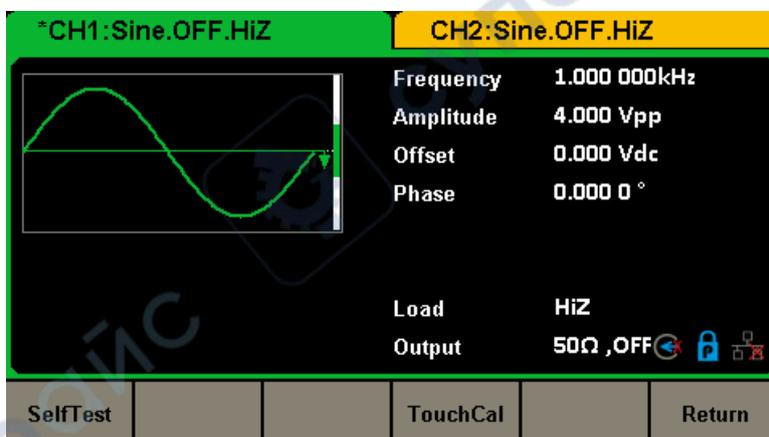 *CH1:Sine.OFF.HiZ CH2:Sine.OFF.HiZ
Frequency 1.000 000kHz
Amplitude 4.000 Vpp
Offset 0.000 Vdc
Phase 0.000 0 °
Load HiZ
Output 50Ω ,OFF
SelfTest TouchCal Return